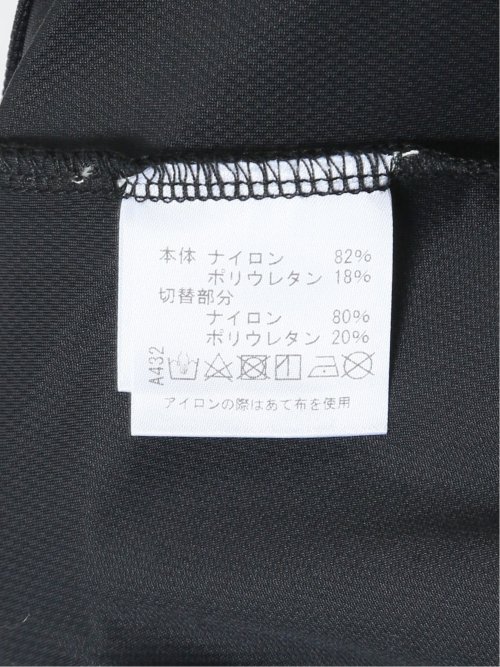 本体 ナイロン 82%
ポリウレタン 18%
切替部分
ナイロン 80%
ポリウレタン 20%
A432
アイロンの際はあて布を使用